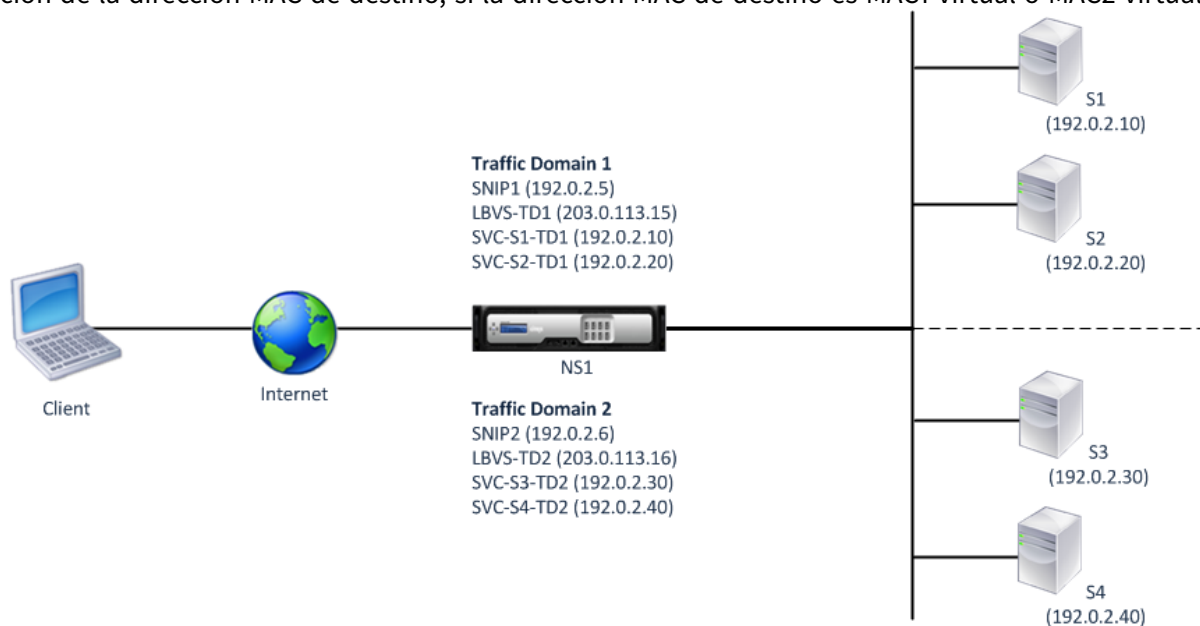 ción de la dirección MAC de destino, si la dirección MAC de destino es MAC1 virtual o MAC2 virtual
S1
(192.0.2.10)
Traffic Domain 1
SNIP1 (192.0.2.5)
LBVS-TD1 (203.0.113.15)
SVC-S1-TD1 (192.0.2.10)
SVC-S2-TD1 (192.0.2.20)
S2
(192.0.2.20)
NS1
Internet
Client
Traffic Domain 2
SNIP2 (192.0.2.6)
LBVS-TD2 (203.0.113.16)
SVC-S3-TD2 (192.0.2.30)
SVC-S4-TD2 (192.0.2.40)
S3
(192.0.2.30)
S4
(192.0.2.40)